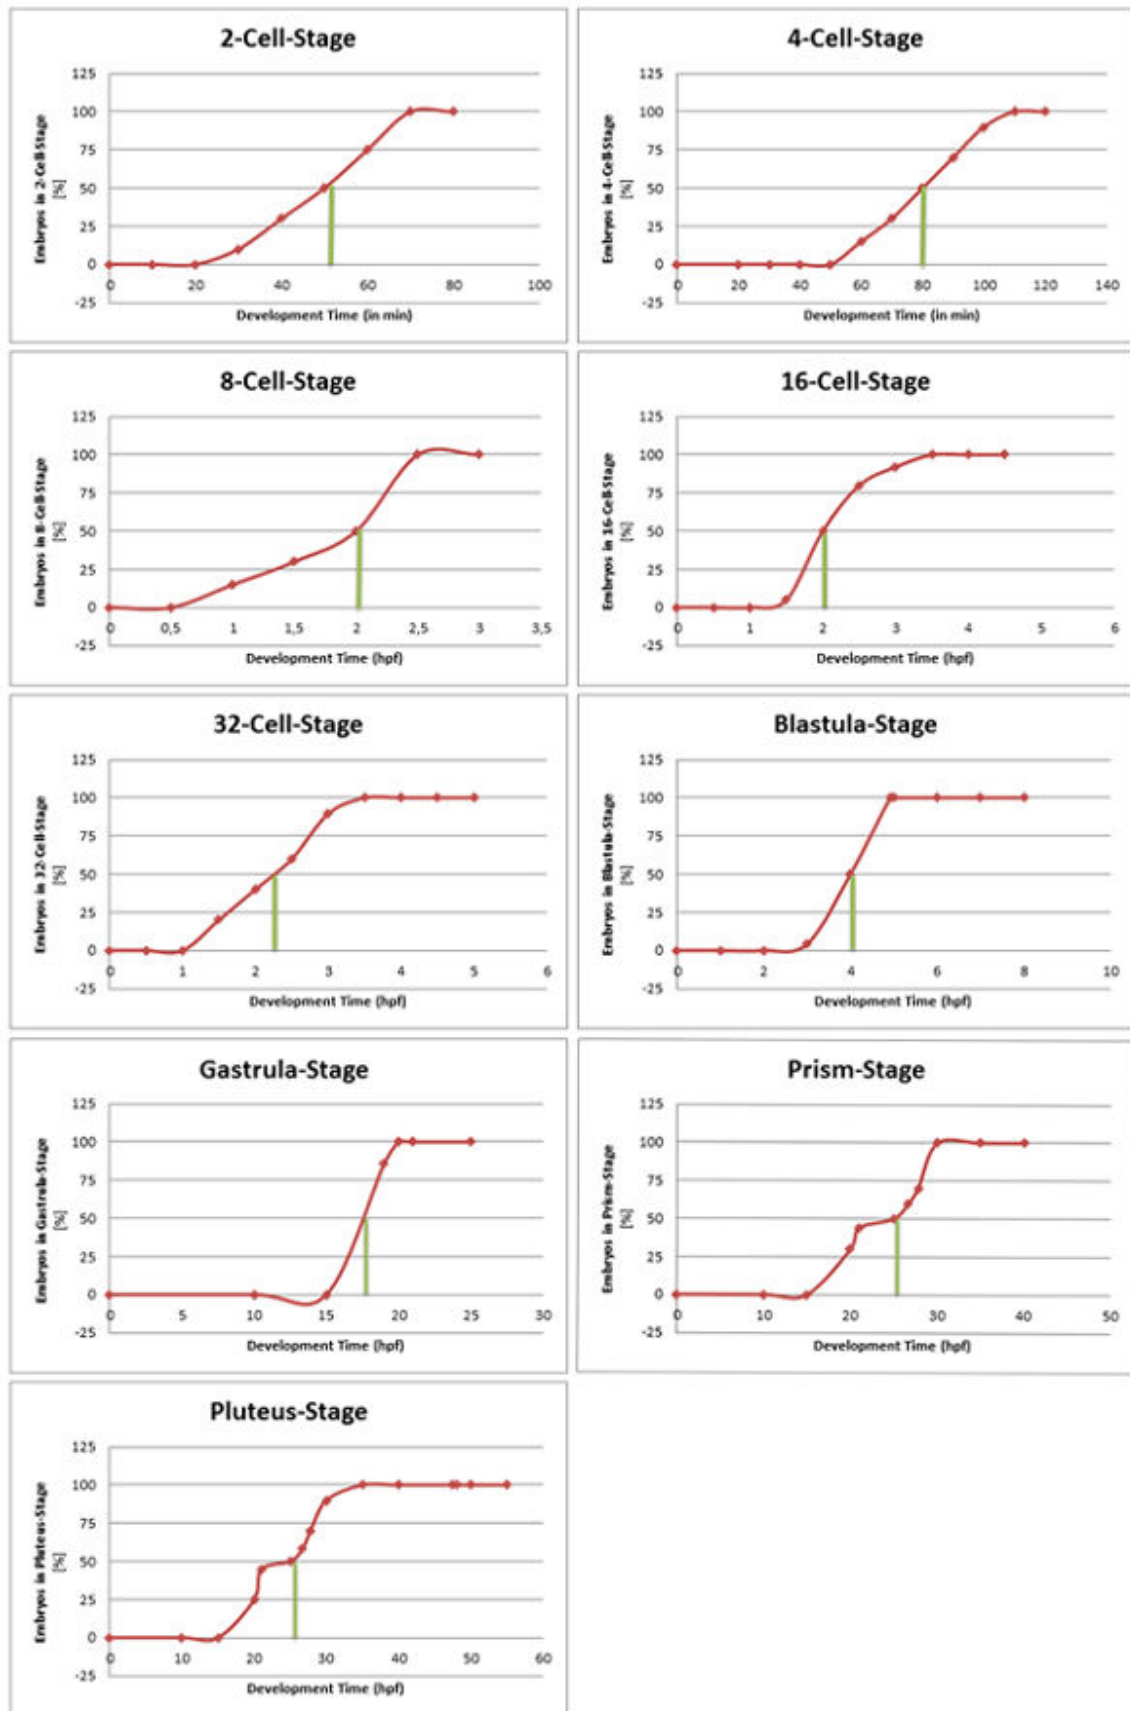 2-Cell-Stage
Embryos in 2-Cell-Stage
[%]
125
100
75
50
25
0
-25
0 20 40 60 80 100
Development Time (in min)
4-Cell-Stage
Embryos in 4-Cell-Stage
[%]
125
100
75
50
25
0
-25
0 20 40 60 80 100 120 140
Development Time (in min)
8-Cell-Stage
Embryos in 8-Cell-Stage
[%]
125
100
75
50
25
0
-25
0 0,5 1 1,5 2 2,5 3 3,5
Development Time (hpf)
16-Cell-Stage
Embryos in 16-Cell-Stage
[%]
125
100
75
50
25
0
-25
0 1 2 3 4 5 6
Development Time (hpf)
32-Cell-Stage
Embryos in 32-Cell-Stage
[%]
125
100
75
50
25
0
-25
0 1 2 3 4 5 6
Development Time (hpf)
Blastula-Stage
Embryos in Blastula-Stage
[%]
125
100
75
50
25
0
-25
0 2 4 6 8 10
Development Time (hpf)
Gastrula-Stage
Embryos in Gastrula-Stage
[%]
125
100
75
50
25
0
-25
0 5 10 15 20 25 30
Development Time (hpf)
Prism-Stage
Embryos in Prism-Stage
[%]
125
100
75
50
25
0
-25
0 10 20 30 40 50
Development Time (hpf)
Pluteus-Stage
Embryos in Pluteus-Stage
[%]
125
100
75
50
25
0
-25
0 10 20 30 40 50 60
Development Time (hpf)